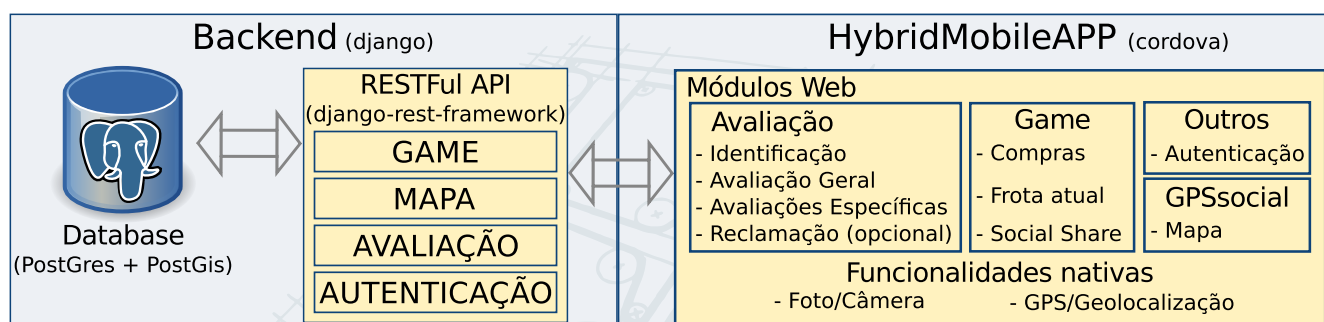 Backend (django)
Database
(PostGres + PostGis)
RESTFul API
(django-rest-framework)
GAME
MAPA
AVALIAÇÃO
AUTENTICAÇÃO
HybridMobileAPP (cordova)
Módulos Web
Avaliação
- Identificação
- Avaliação Geral
- Avaliações Específicas
- Reclamação (opcional)
Game
- Compras
- Frota atual
- Social Share
Outros
- Autenticação
GPSsocial
- Mapa
Funcionalidades nativas
- Foto/Câmera
- GPS/Geolocalização